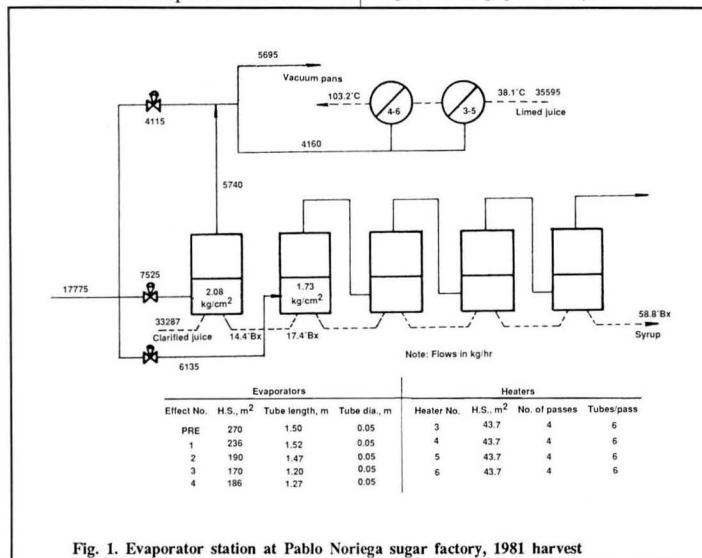 5695
Vacuum pans
103.2°C
38.1°C 35595
4-6
3-5
Limed juice
4115
4160
5740
17775
7525
2.08
kg/cm²
1.73
kg/cm²
33287
Clarified juice
14.4°Bx
17.4°Bx
58.8°Bx
Syrup
6135
Note: Flows in kg/hr
Evaporators
Heaters
Effect No. H.S., m² Tube length, m Tube dia., m
Heater No. H.S., m² No. of passes Tubes/pass
PRE 270 1.50 0.05
3 43.7 4 6
1 236 1.52 0.05
4 43.7 4 6
2 190 1.47 0.05
5 43.7 4 6
3 170 1.20 0.05
6 43.7 4 6
4 186 1.27 0.05
Fig. 1. Evaporator station at Pablo Noriega sugar factory, 1981 harvest